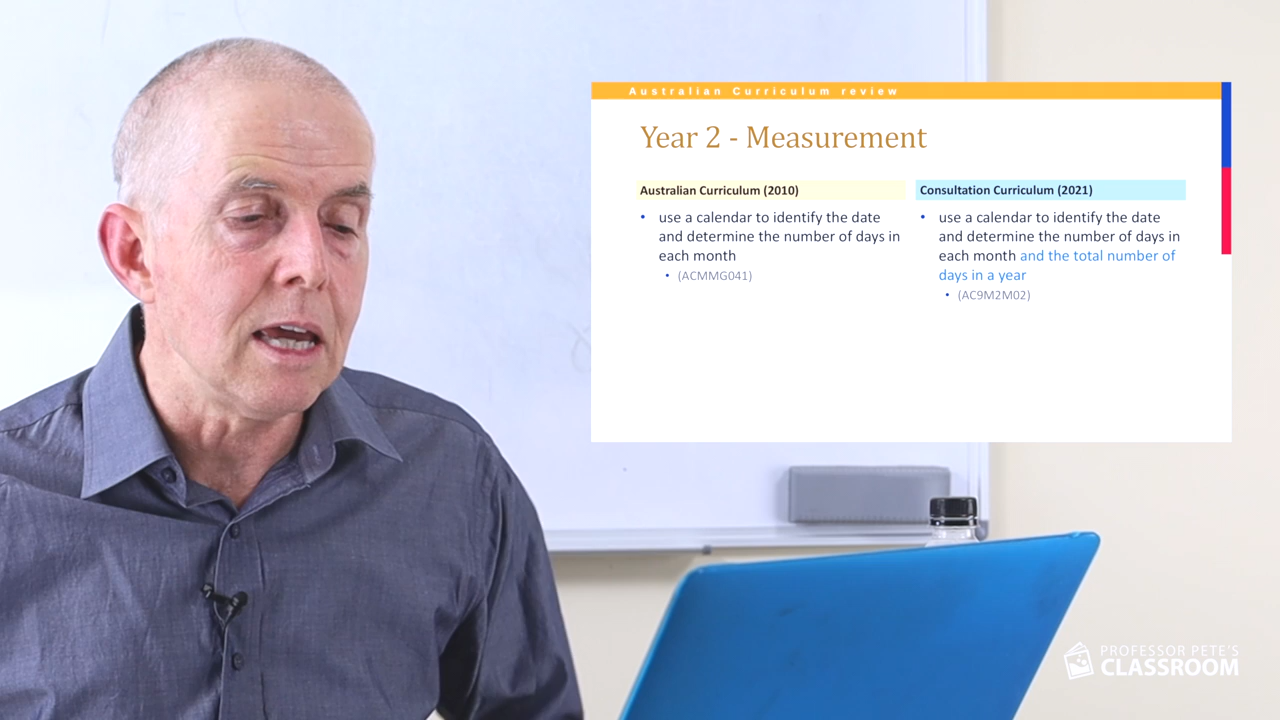 Australian Curriculum review
Year 2 - Measurement
Australian Curriculum (2010)
• use a calendar to identify the date
and determine the number of days in
each month
• (ACMMG041)
Consultation Curriculum (2021)
• use a calendar to identify the date
and determine the number of days in
each month and the total number of
days in a year
• (AC9M2M02)
PROFESSOR PETE'S
CLASSROOM